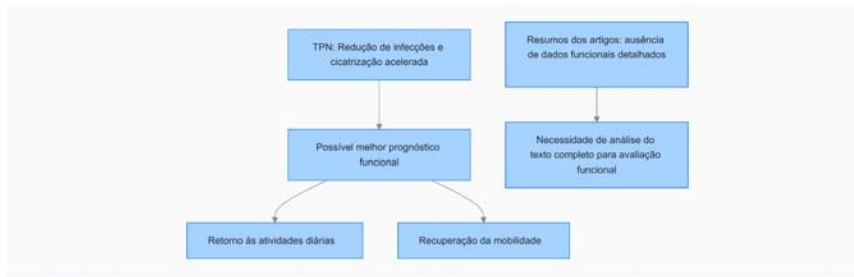 TPN: Redução de infecções e
cicatrização acelerada
Resumos dos artigos: ausência
de dados funcionais detalhados
Possível melhor prognóstico
funcional
Necessidade de análise do
texto completo para avaliação
funcional
Retorno às atividades diárias
Recuperação da mobilidade